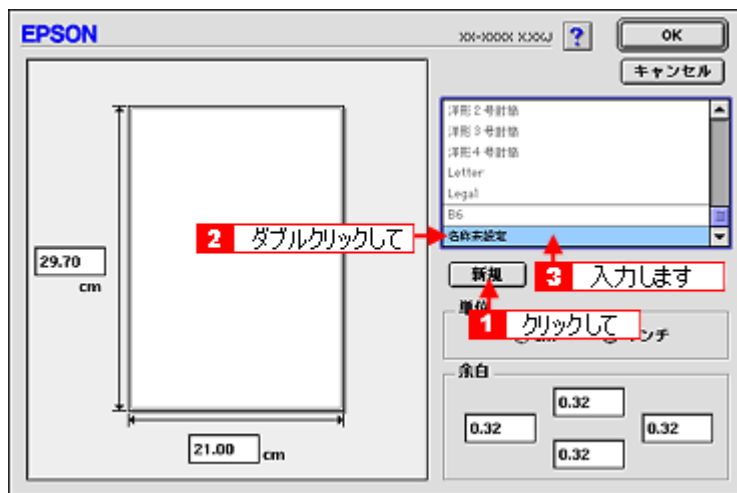 EPSON
?
OK
キャンセル
洋形2号封筒
洋形3号封筒
洋形4号封筒
Letter
Legal
B6
名称未設定
2 ダブルクリックして
29.70
cm
新規
3 入力します
単位
1 クリックして
余白
0.32
0.32
0.32
0.32
21.00
cm